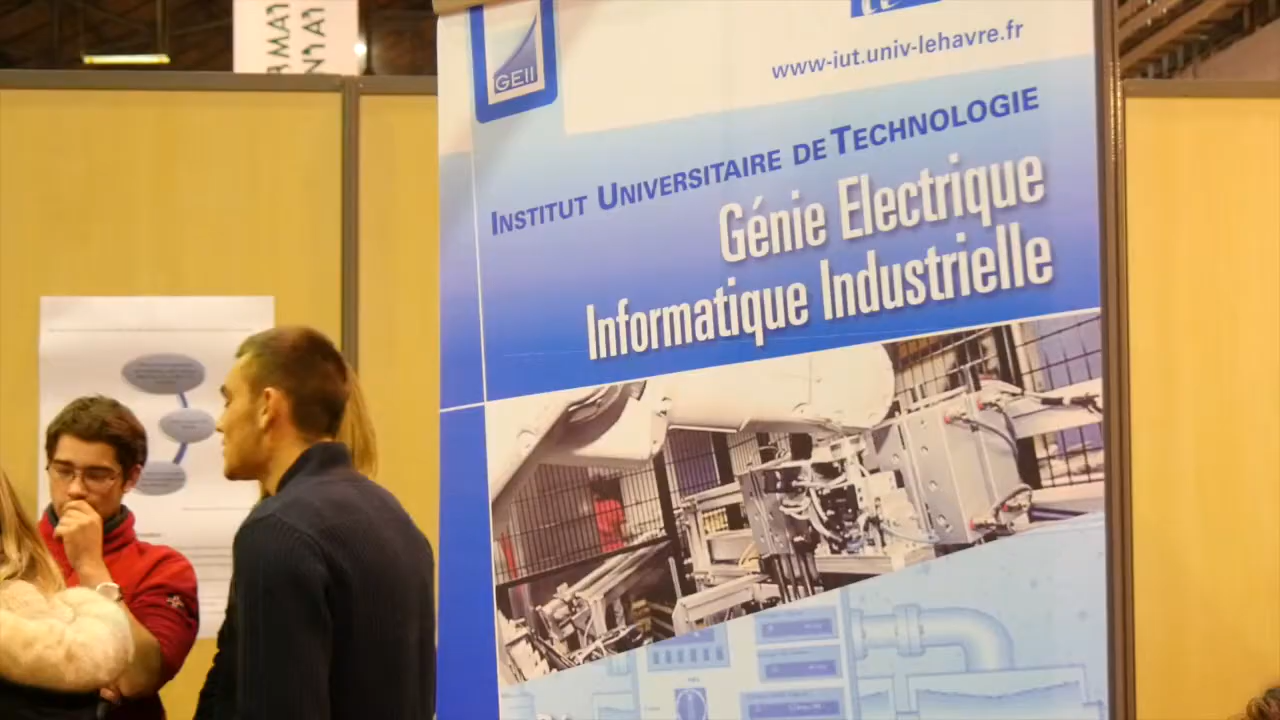 GEII
www-iut.univ-lehavre.fr
INSTITUT UNIVERSITAIRE DE TECHNOLOGIE
Génie Electrique
Informatique Industrielle